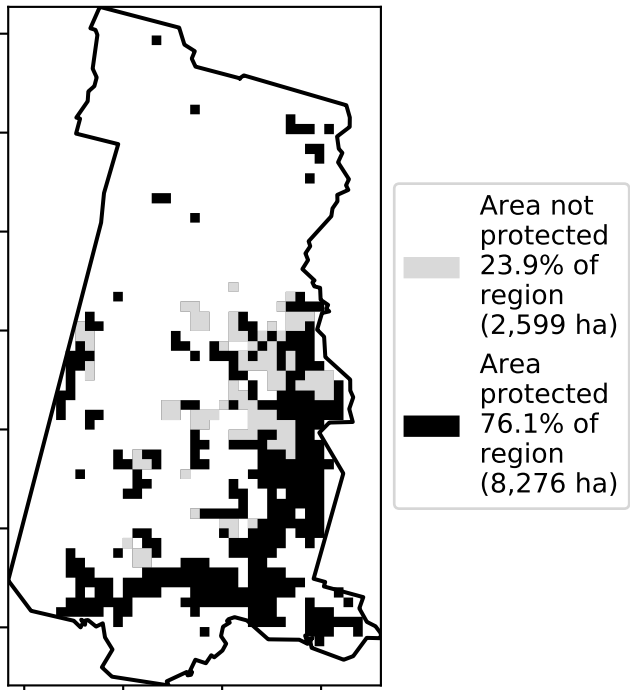 Area not
protected
23.9% of
region
(2,599 ha)
Area
protected
76.1% of
region
(8,276 ha)